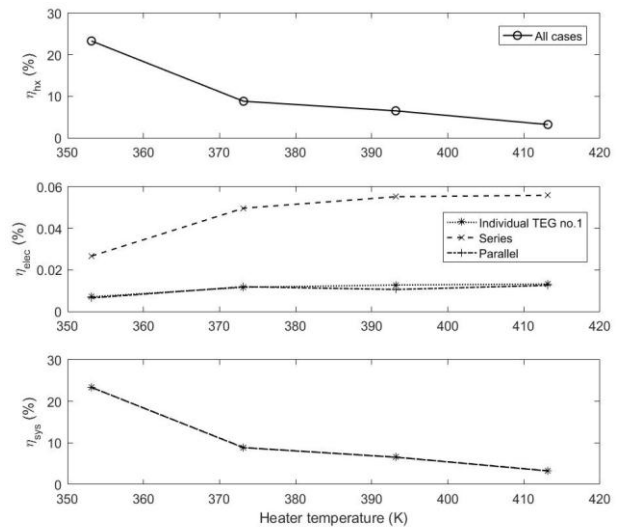 30
20
10
0
η_hx (%)
All cases
350 360 370 380 390 400 410 420
0.06
0.04
0.02
0
η_elec (%)
Individual TEG no.1
Series
Parallel
350 360 370 380 390 400 410 420
30
20
10
0
η_sys (%)
350 360 370 380 390 400 410 420
Heater temperature (K)